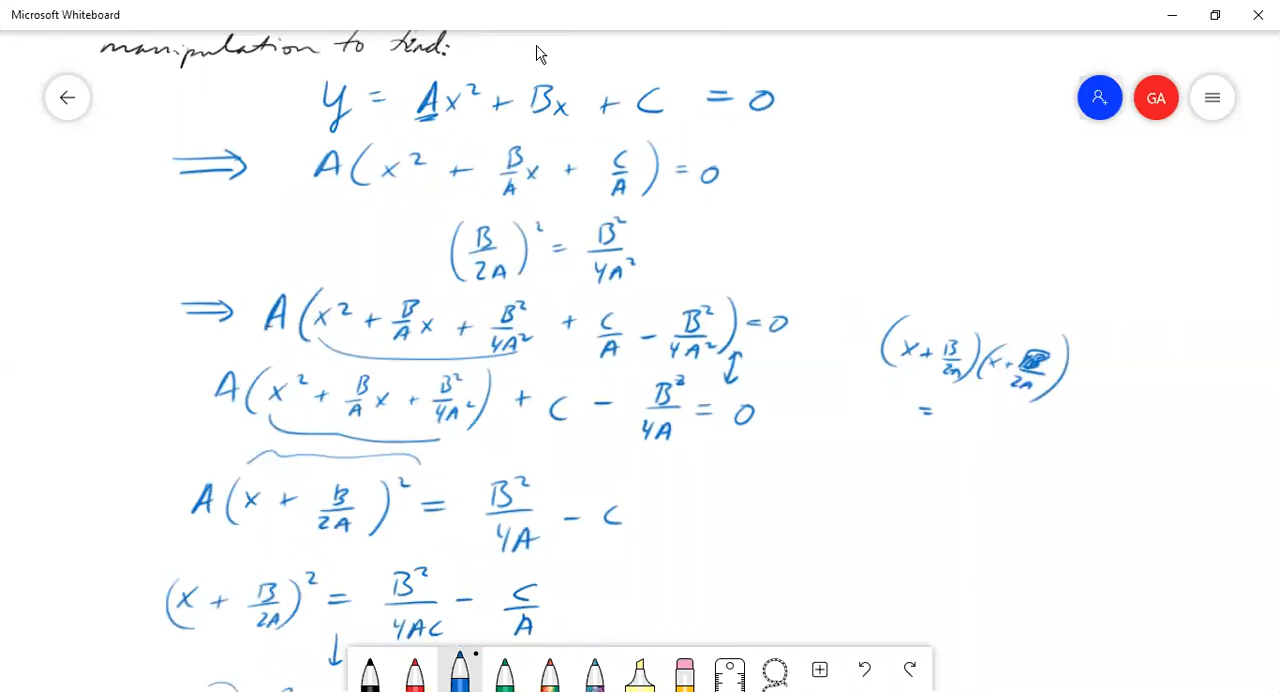 Microsoft Whiteboard
manipulation to find:
y = Ax² + Bx + C = 0
GA
⟹ A(x² + B/A x + C/A) = 0
(B/2A)² = B²/4A²
⟹ A(x² + B/A x + B²/4A² + C/A - B²/4A²) = 0
(x + B/2A)(x + B/2A)
=
A(x² + B/A x + B²/4A²) + C - B²/4A = 0
A(x + B/2A)² = B²/4A - C
(x + B/2A)² = B²/4AC - C/A